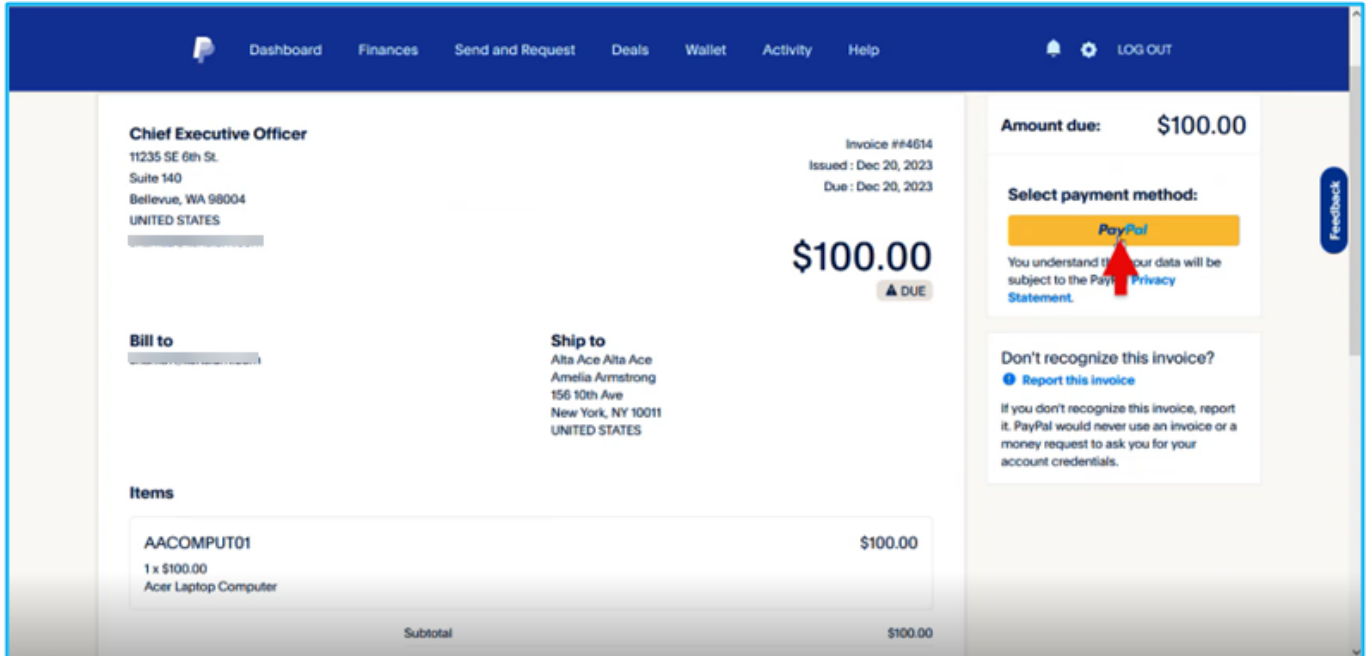 Dashboard Finances Send and Request Deals Wallet Activity Help LOG OUT
Chief Executive Officer
11235 SE 6th St.
Suite 140
Bellevue, WA 98004
UNITED STATES
Invoice ##4614
Issued : Dec 20, 2023
Due : Dec 20, 2023
$100.00
DUE
Bill to
Ship to
Alta Ace Alta Ace
Amelia Armstrong
156 10th Ave
New York, NY 10011
UNITED STATES
Items
AACOMPUT01 $100.00
1 x $100.00
Acer Laptop Computer
Subtotal $100.00
Amount due: $100.00
Select payment method:
PayPal
You understand your data will be
subject to the Privacy
Statement.
Don't recognize this invoice?
Report this invoice
If you don't recognize this invoice, report
it. PayPal would never use an invoice or a
money request to ask you for your
account credentials.
Feedback